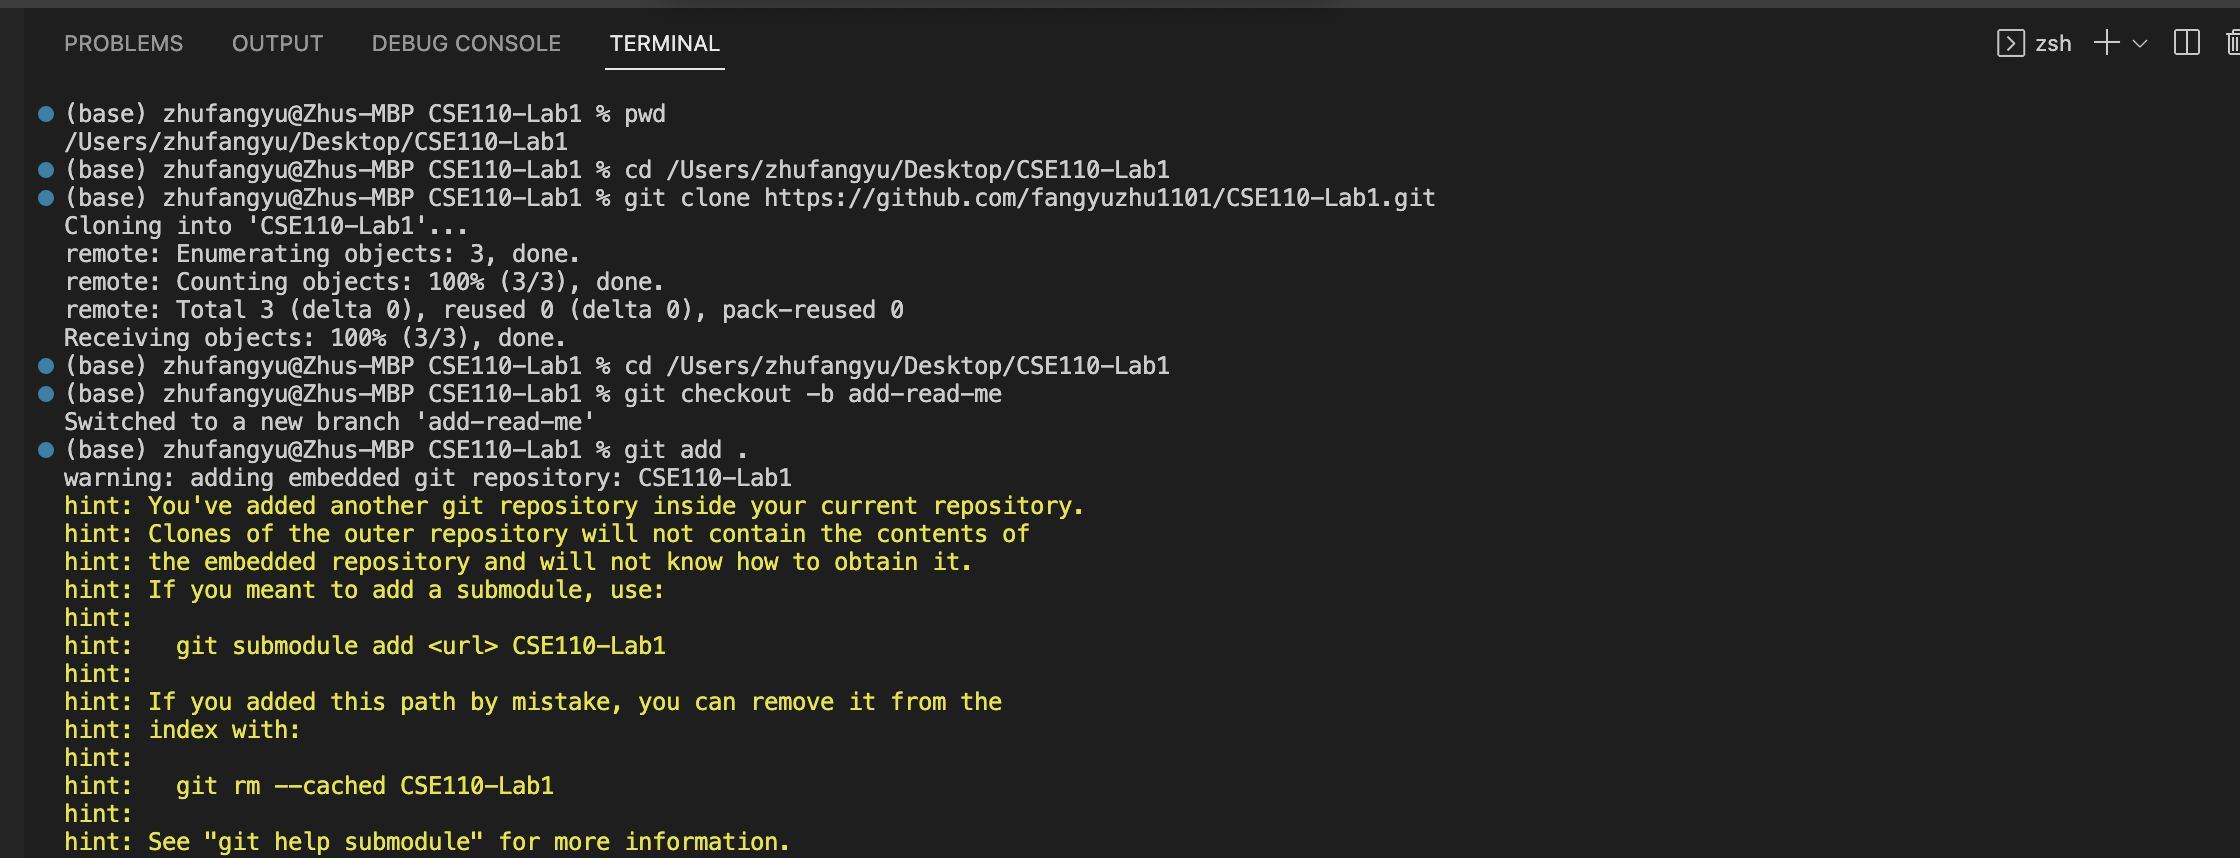 PROBLEMS OUTPUT DEBUG CONSOLE TERMINAL zsh
(base) zhufangyu@Zhus-MBP CSE110-Lab1 % pwd
/Users/zhufangyu/Desktop/CSE110-Lab1
(base) zhufangyu@Zhus-MBP CSE110-Lab1 % cd /Users/zhufangyu/Desktop/CSE110-Lab1
(base) zhufangyu@Zhus-MBP CSE110-Lab1 % git clone https://github.com/fangyuzhu1101/CSE110-Lab1.git
Cloning into 'CSE110-Lab1'...
remote: Enumerating objects: 3, done.
remote: Counting objects: 100% (3/3), done.
remote: Total 3 (delta 0), reused 0 (delta 0), pack-reused 0
Receiving objects: 100% (3/3), done.
(base) zhufangyu@Zhus-MBP CSE110-Lab1 % cd /Users/zhufangyu/Desktop/CSE110-Lab1
(base) zhufangyu@Zhus-MBP CSE110-Lab1 % git checkout -b add-read-me
Switched to a new branch 'add-read-me'
(base) zhufangyu@Zhus-MBP CSE110-Lab1 % git add .
warning: adding embedded git repository: CSE110-Lab1
hint: You've added another git repository inside your current repository.
hint: Clones of the outer repository will not contain the contents of
hint: the embedded repository and will not know how to obtain it.
hint: If you meant to add a submodule, use:
hint:
hint:   git submodule add <url> CSE110-Lab1
hint:
hint: If you added this path by mistake, you can remove it from the
hint: index with:
hint:
hint:   git rm --cached CSE110-Lab1
hint:
hint: See "git help submodule" for more information.